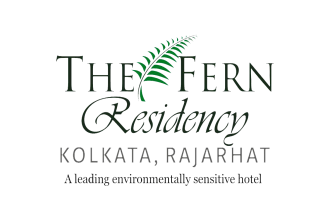 THE FERN
Residency
KOLKATA, RAJARHAT
A leading environmentally sensitive hotel